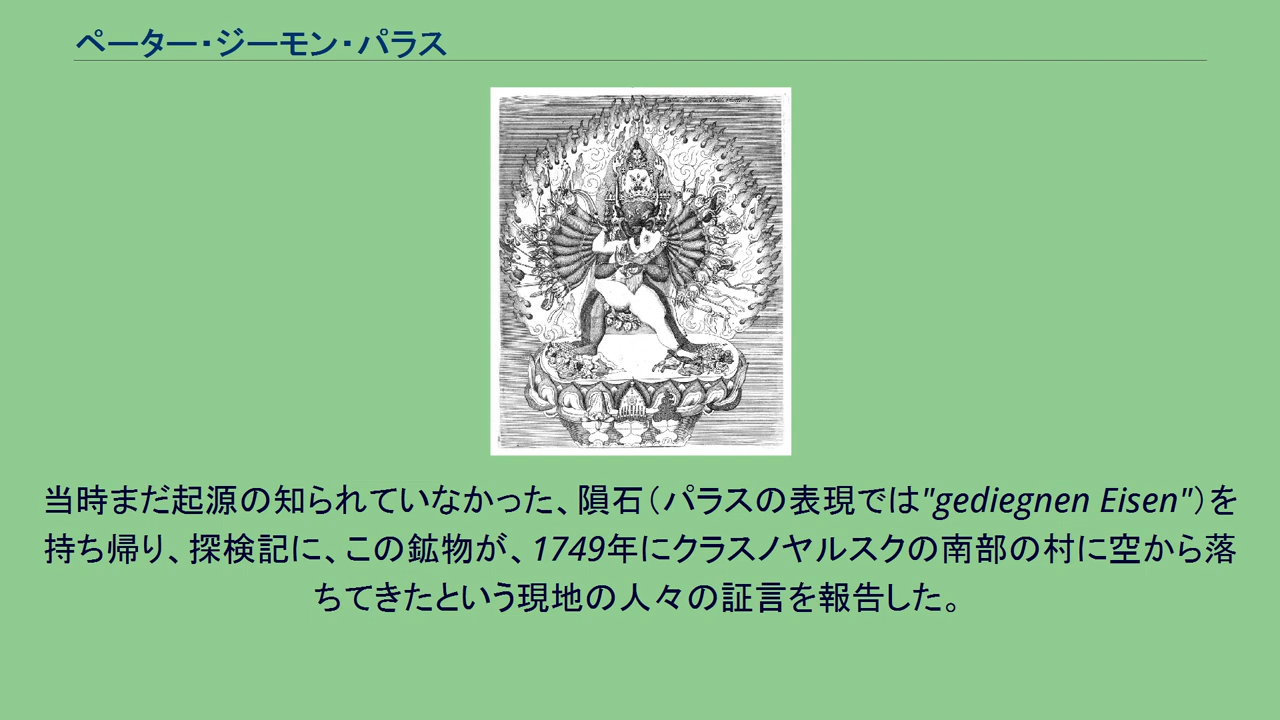 ペーター・ジーモン・パラス
当時まだ起源の知られていなかった、隕石（パラスの表現では"gediegnen Eisen"）を
持ち帰り、探検記に、この鉱物が、1749年にクラスノヤルスクの南部の村に空から落
ちてきたという現地の人々の証言を報告した。